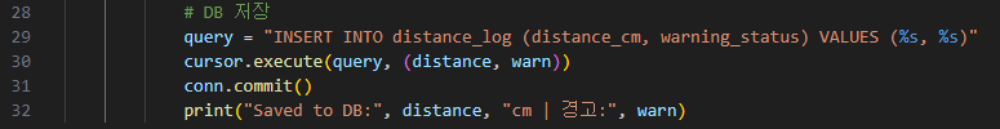 28 # DB 저장
29 query = "INSERT INTO distance_log (distance_cm, warning_status) VALUES (%s, %s)"
30 cursor.execute(query, (distance, warn))
31 conn.commit()
32 print("Saved to DB:", distance, "cm | 경고:", warn)